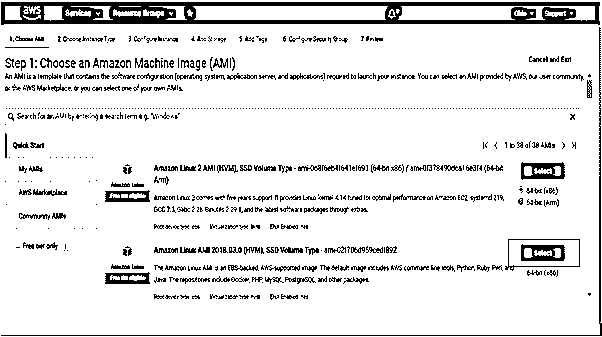 aws Services Resource Groups Ohio Support
1. Choose AMI 2. Choose Instance Type 3. Configure Instance 4. Add Storage 5. Add Tags 6. Configure Security Group 7. Review
Step 1: Choose an Amazon Machine Image (AMI)
Cancel and Exit
An AMI is a template that contains the software configuration (operating system, application server, and applications) required to launch your instance. You can select an AMI provided by AWS, our user community,
or the AWS Marketplace, or you can select one of your own AMIs.
Search for an AMI by entering a search term e.g. "Windows"
Quick Start
1 to 38 of 38 AMIs
My AMIs
AWS Marketplace
Community AMIs
Free tier only
Amazon Linux 2 AMI (HVM), SSD Volume Type
(64-bit x86) /
(64-bit
Arm)
Amazon Linux
Free tier eligible
Amazon Linux 2 comes with five years support. It provides Linux kernel 4.14 tuned for optimal performance on Amazon EC2, systemd 219,
GCC 7.3, Glibc 2.26, Binutils 2.29.1, and the latest software packages through extras.
Root device type: ebs Virtualization type: hvm ENA Enabled: Yes
Select
64-bit (x86)
64-bit (Arm)
Amazon Linux AMI 2018.03.0 (HVM), SSD Volume Type
Amazon Linux
Free tier eligible
The Amazon Linux AMI is an EBS-backed, AWS-supported image. The default image includes AWS command line tools, Python, Ruby, Perl, and
Java. The repositories include Docker, PHP, MySQL, PostgreSQL, and other packages.
Root device type: ebs Virtualization type: hvm ENA Enabled: Yes
Select
64-bit (x86)